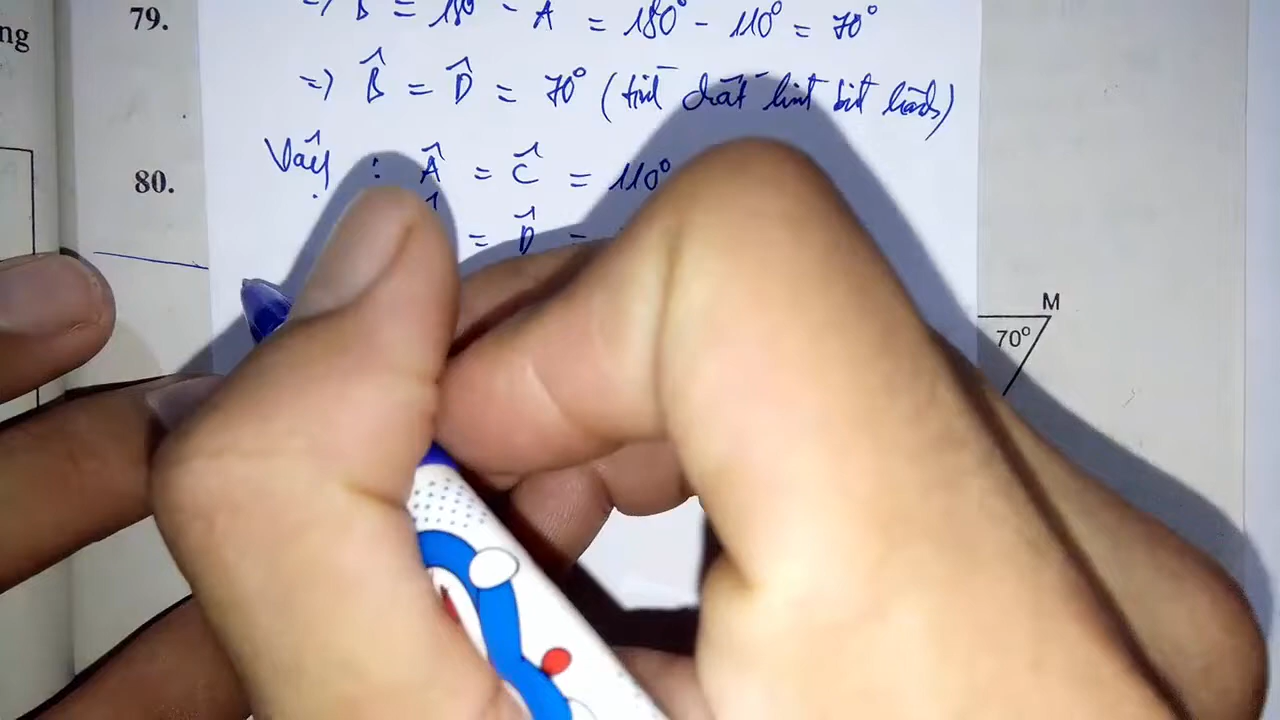 ng
79.
=> B̂ = 180° - Â = 180° - 110° = 70°
=> B̂ = D̂ = 70° (tính chất hình bình hành)
80.
Vậy : Â = Ĉ = 110°
= D̂ =
M
70°